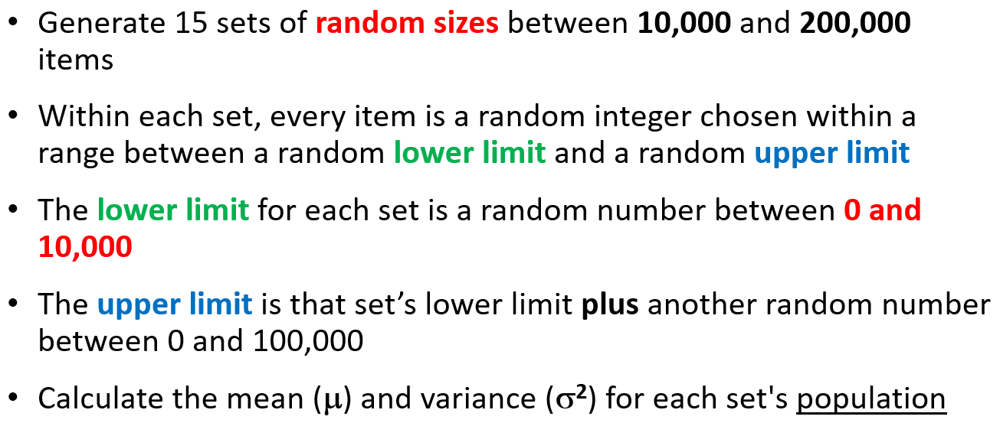 • Generate 15 sets of random sizes between 10,000 and 200,000
items
• Within each set, every item is a random integer chosen within a
range between a random lower limit and a random upper limit
• The lower limit for each set is a random number between 0 and
10,000
• The upper limit is that set’s lower limit plus another random number
between 0 and 100,000
• Calculate the mean (μ) and variance (σ²) for each set's population